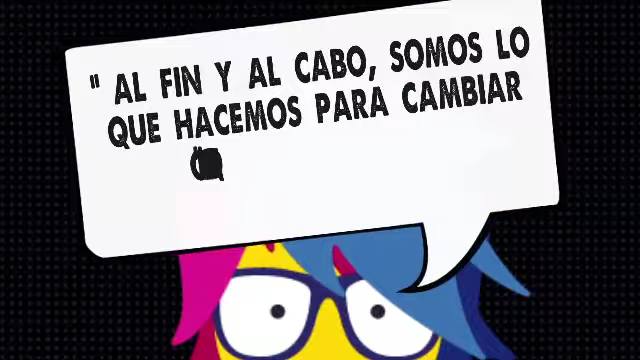 " AL FIN Y AL CABO, SOMOS LO
QUE HACEMOS PARA CAMBIAR